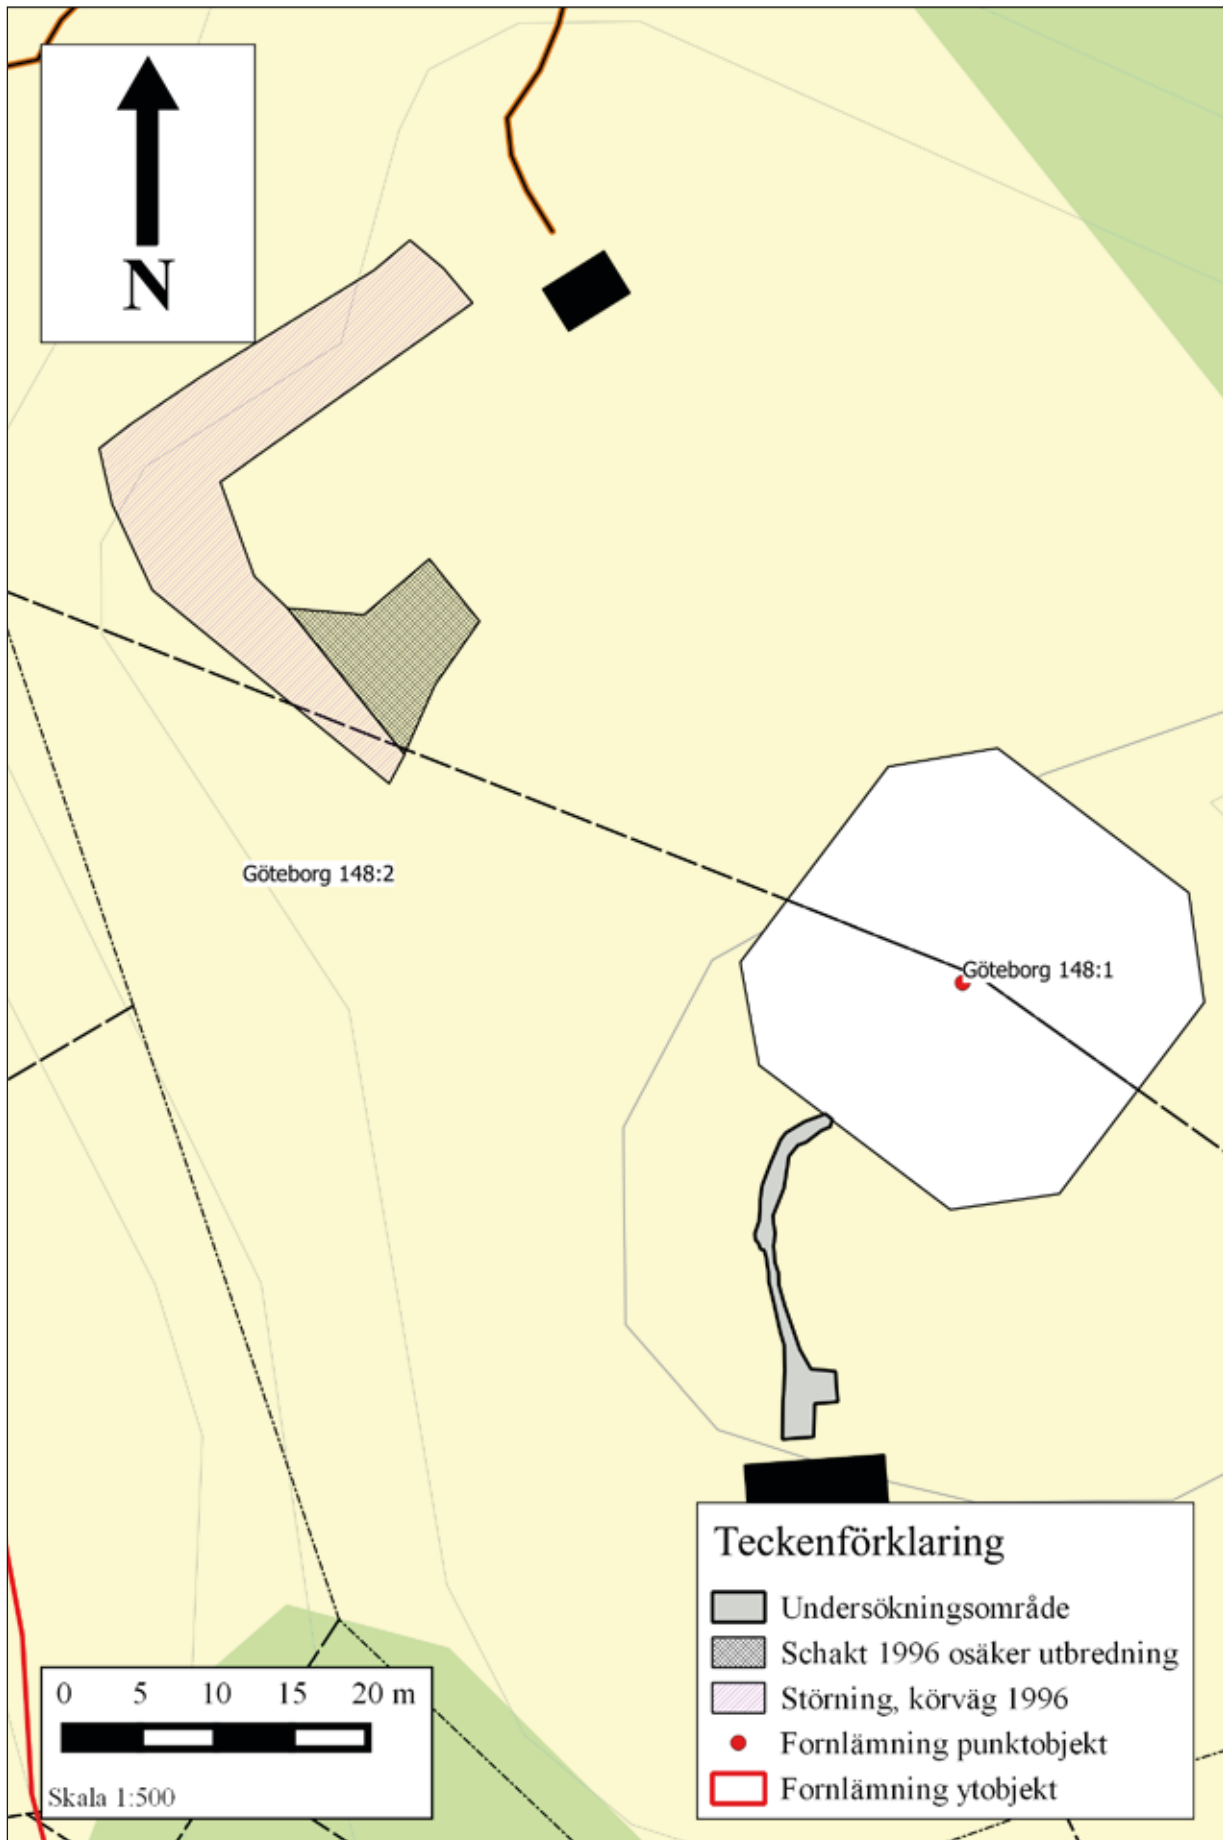 N
Göteborg 148:2
Göteborg 148:1
Teckenförklaring
Undersökningsområde
Schakt 1996 osäker utbredning
Störning, körväg 1996
Fornlämning punktobjekt
Fornlämning ytobjekt
0 5 10 15 20 m
Skala 1:500